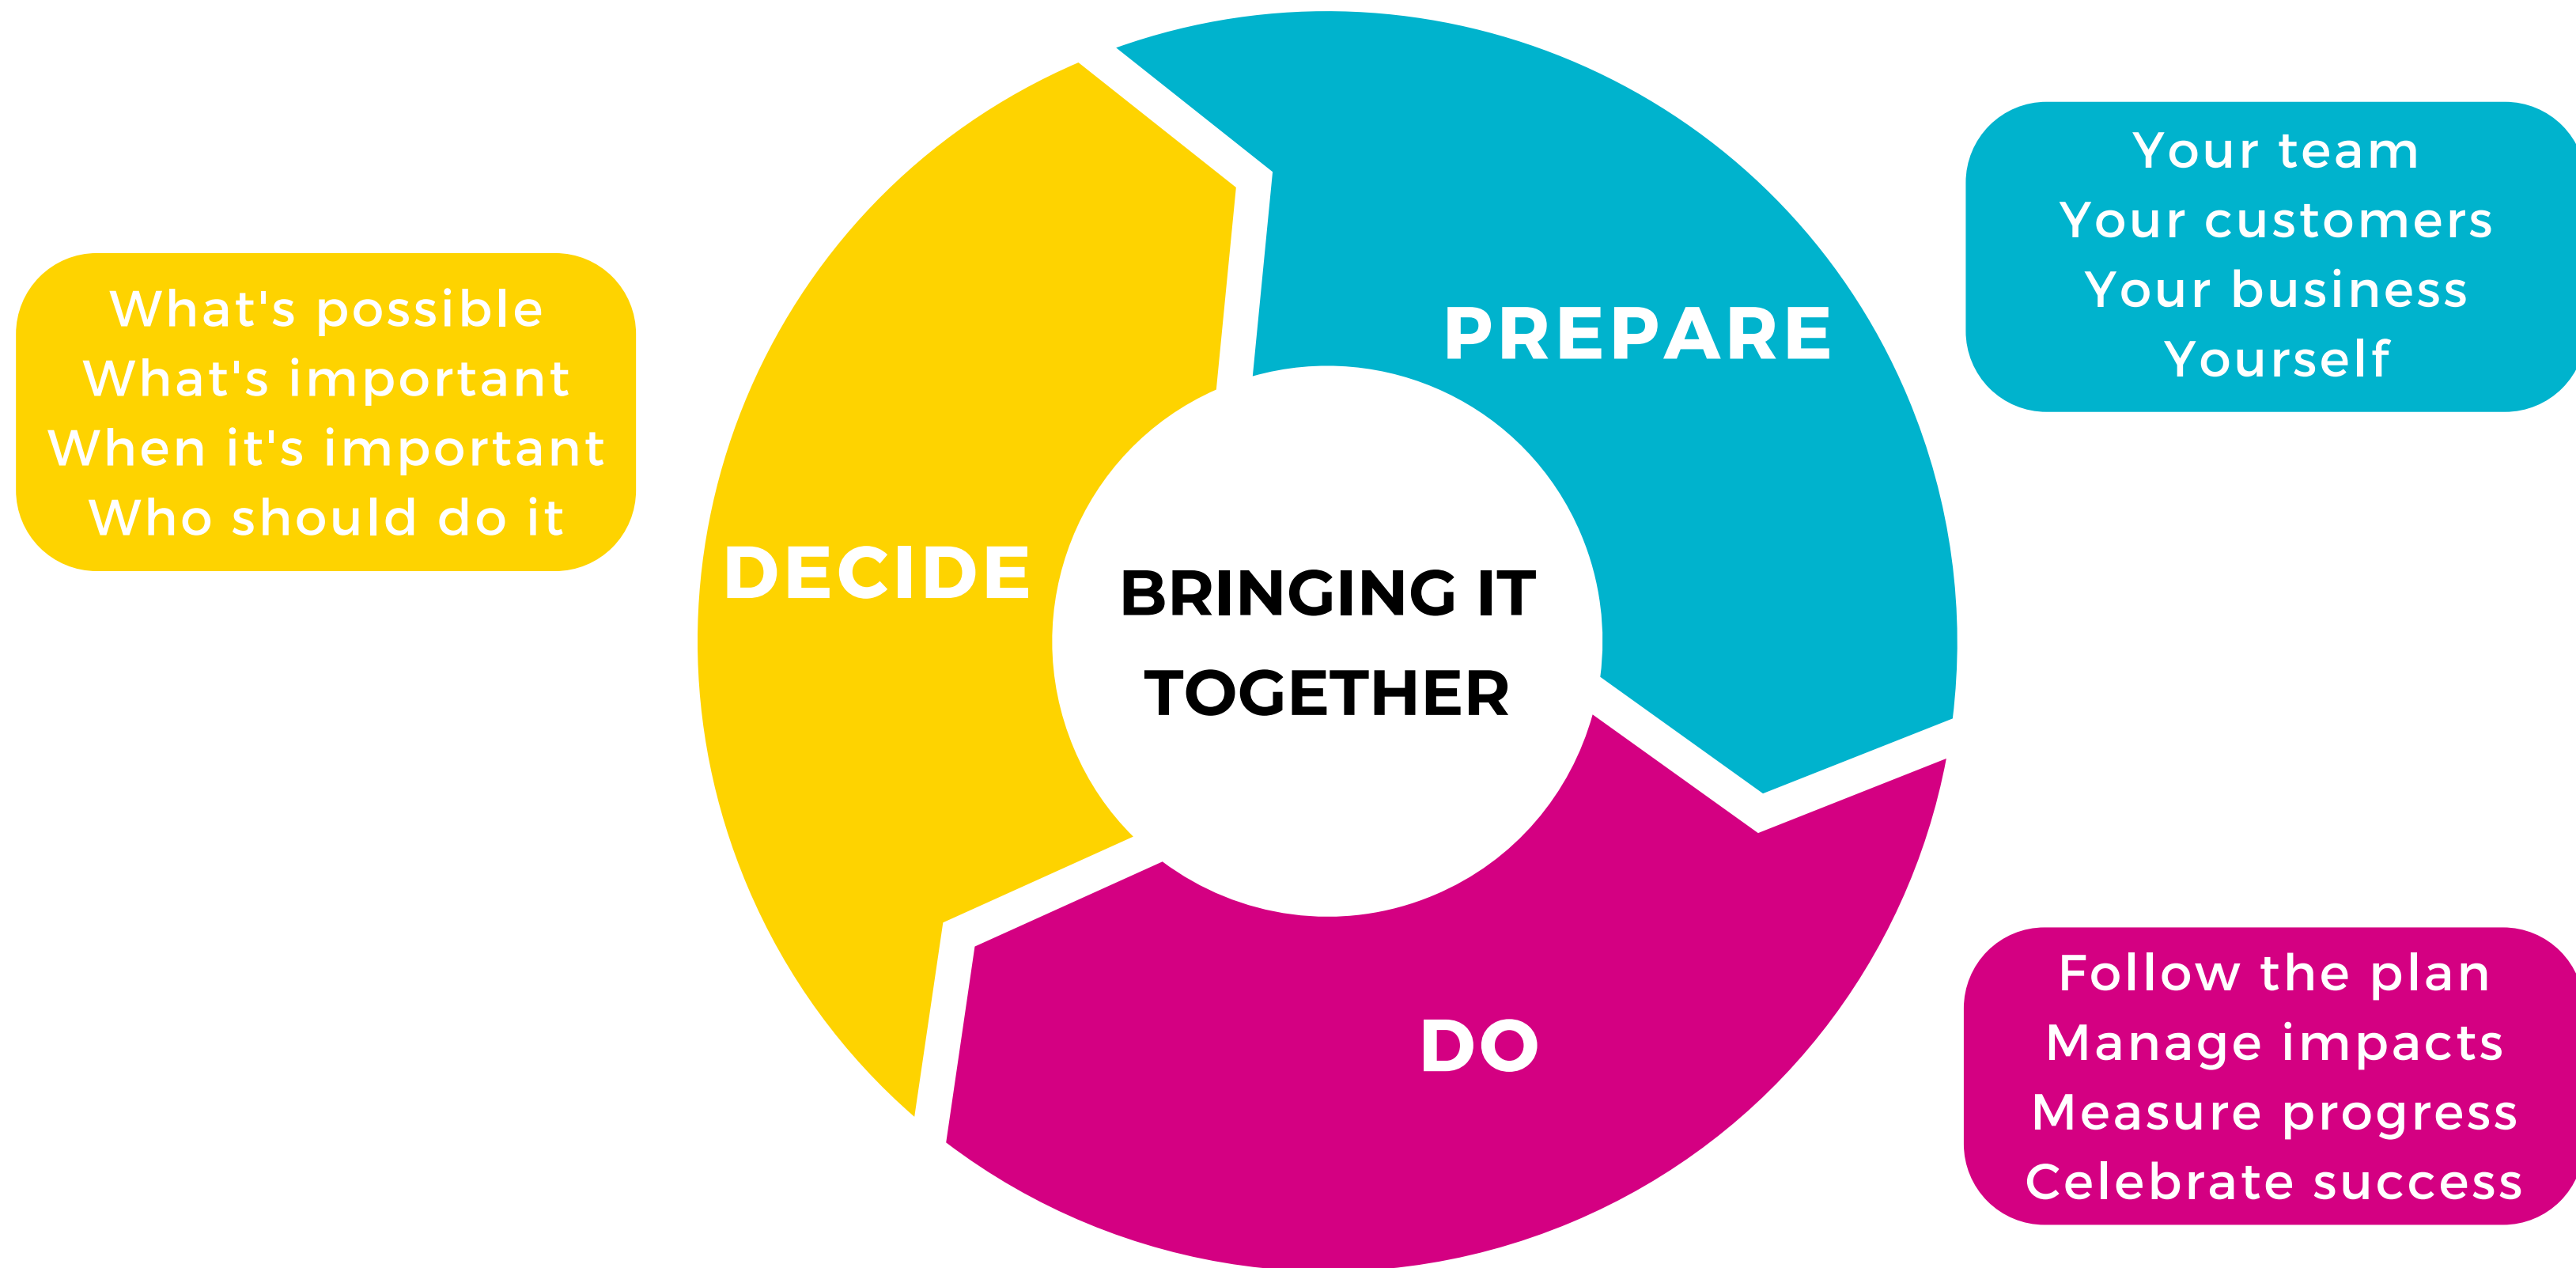 What's possible
What's important
When it's important
Who should do it
DECIDE
PREPARE
Your team
Your customers
Your business
Yourself
BRINGING IT
TOGETHER
DO
Follow the plan
Manage impacts
Measure progress
Celebrate success